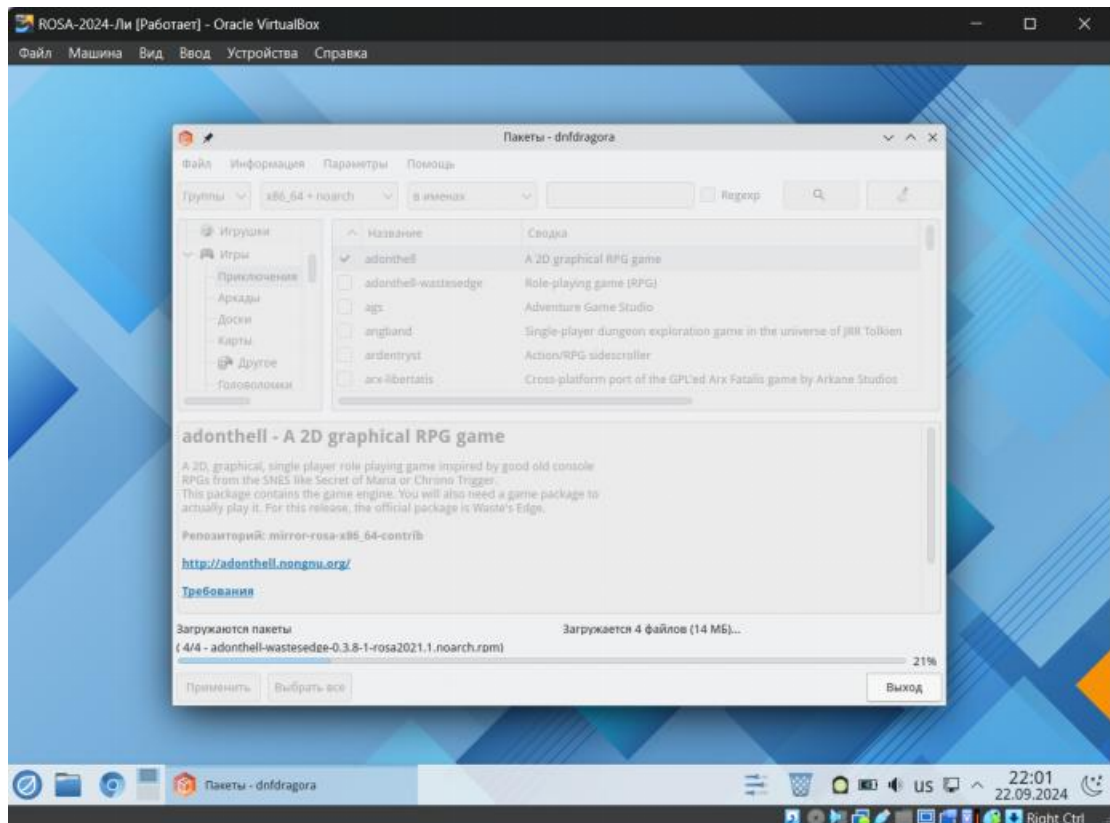 ROSA-2024-Ли [Работает] - Oracle VirtualBox
Файл Машина Вид Ввод Устройства Справка
Пакеты - dnfdragora
Файл Информация Параметры Помощь
Группы x86_64 + noarch в именах Regexp
Игрушки
Игры
Приключения
Аркады
Доски
Карты
Другое
Головоломки
Название Сводка
adonthell A 2D graphical RPG game
adonthell-wastesedge Role-playing game (RPG)
ags Adventure Game Studio
angband Single-player dungeon exploration game in the universe of JRR Tolkien
ardentryst Action/RPG sidescroller
arx-libertatis Cross-platform port of the GPL'ed Arx Fatalis game by Arkane Studios
adonthell - A 2D graphical RPG game
A 2D, graphical, single player role playing game inspired by good old console
RPGs from the SNES like Secret of Mana or Chrono Trigger.
This package contains the game engine. You will also need a game package to
actually play it. For this release, the official package is Waste's Edge.
Репозиторий: mirror-rosa-x86_64-contrib
http://adonthell.nongnu.org/
Требования
Загружаются пакеты Загружается 4 файлов (14 МБ)...
( 4/4 - adonthell-wastesedge-0.3.8-1-rosa2021.1.noarch.rpm)
21%
Применить Выбрать все Выход
Пакеты - dnfdragora US 22:01
22.09.2024
Right Ctrl